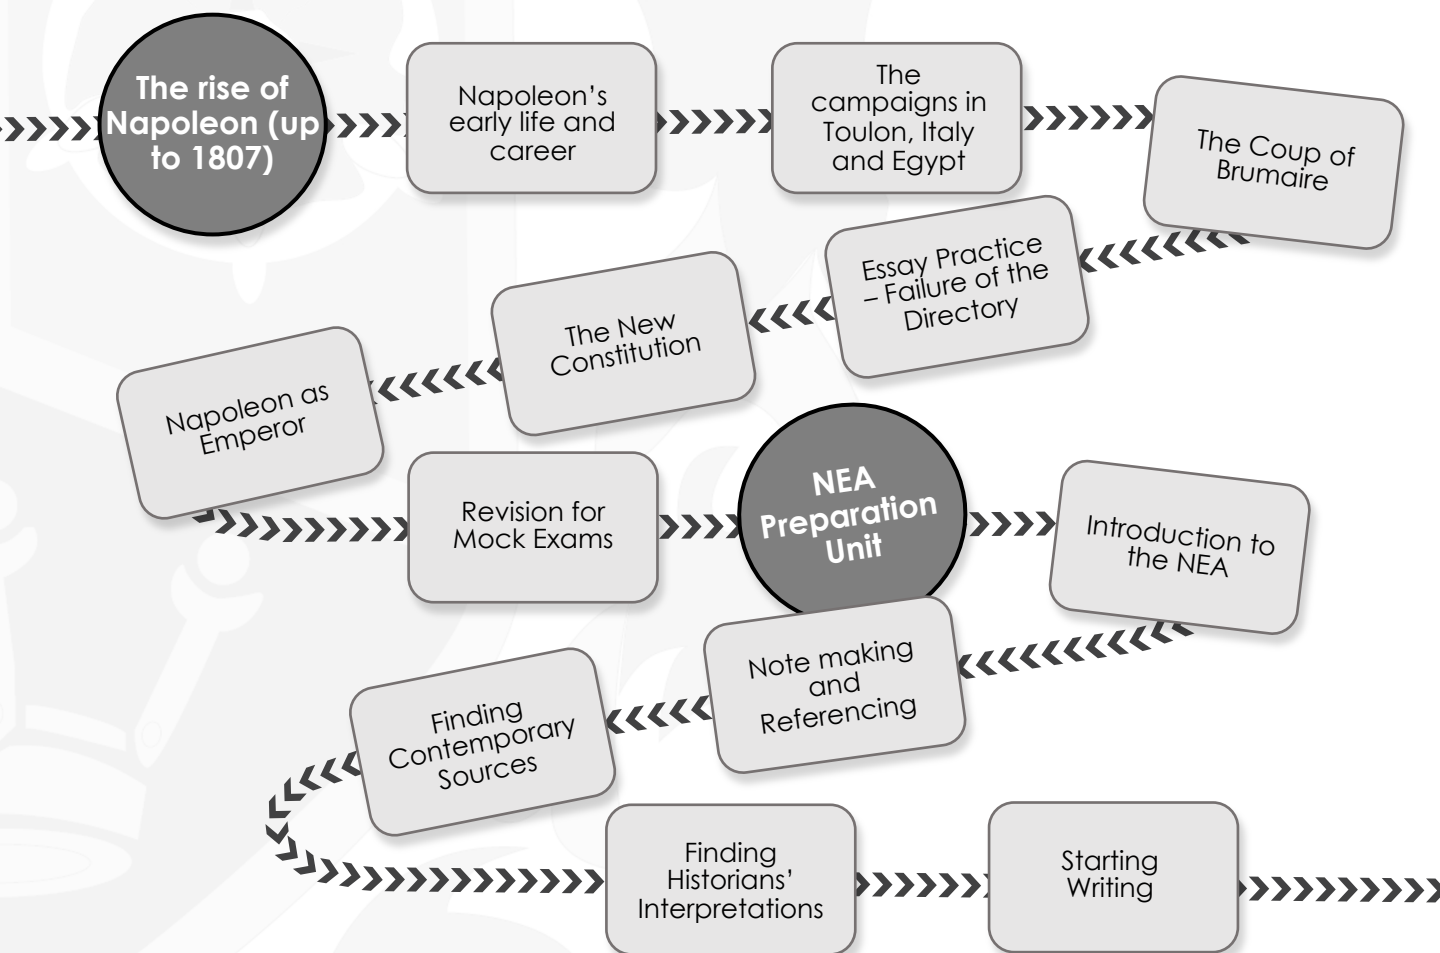 The rise of
Napoleon (up
to 1807)
Napoleon’s
early life and
career
The
campaigns in
Toulon, Italy
and Egypt
The Coup of
Brumaire
Essay Practice
– Failure of the
Directory
The New
Constitution
Napoleon as
Emperor
Revision for
Mock Exams
NEA
Preparation
Unit
Introduction to
the NEA
Note making
and
Referencing
Finding
Contemporary
Sources
Finding
Historians’
Interpretations
Starting
Writing